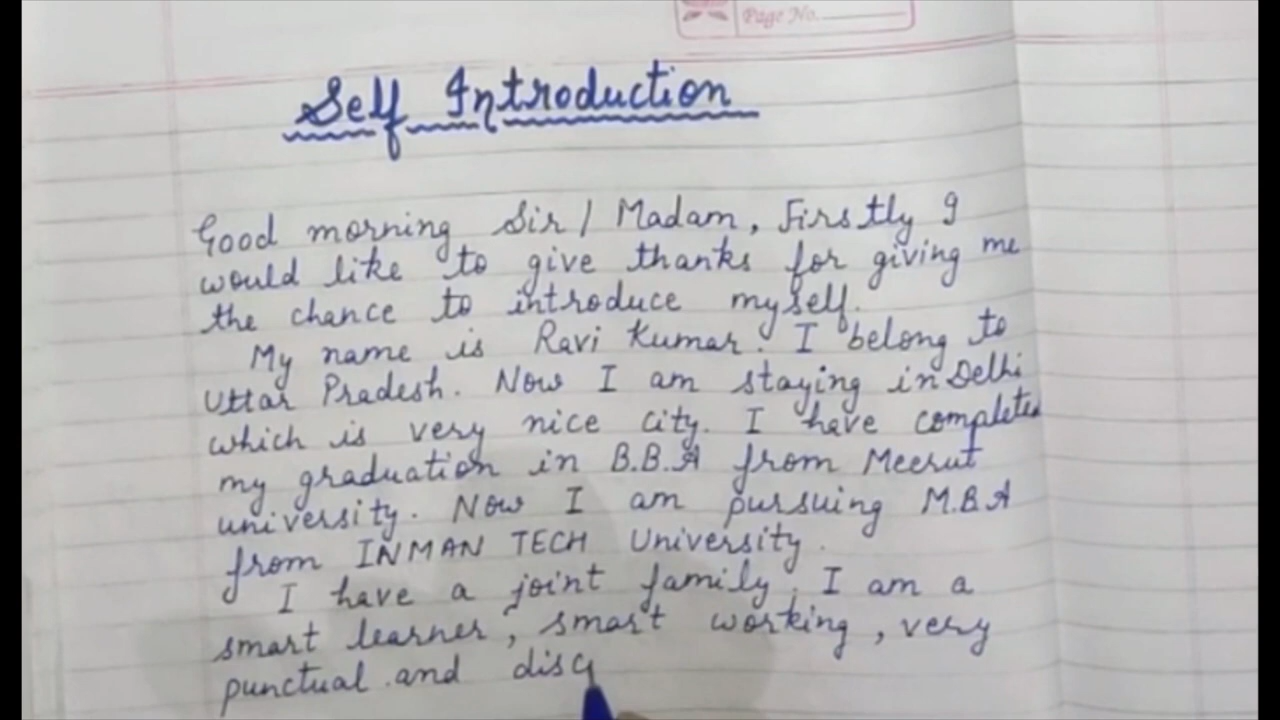 Page No.
Self Introduction
Good morning Sir / Madam, Firstly I
would like to give thanks for giving me
the chance to introduce myself.
My name is Ravi Kumar. I belong to
Uttar Pradesh. Now I am staying in Delhi
which is very nice city. I have completed
my graduation in B.B.A from Meerut
university. Now I am pursuing M.B.A
from INMAN TECH University.
I have a joint family. I am a
smart learner, smart working, very
punctual and disc